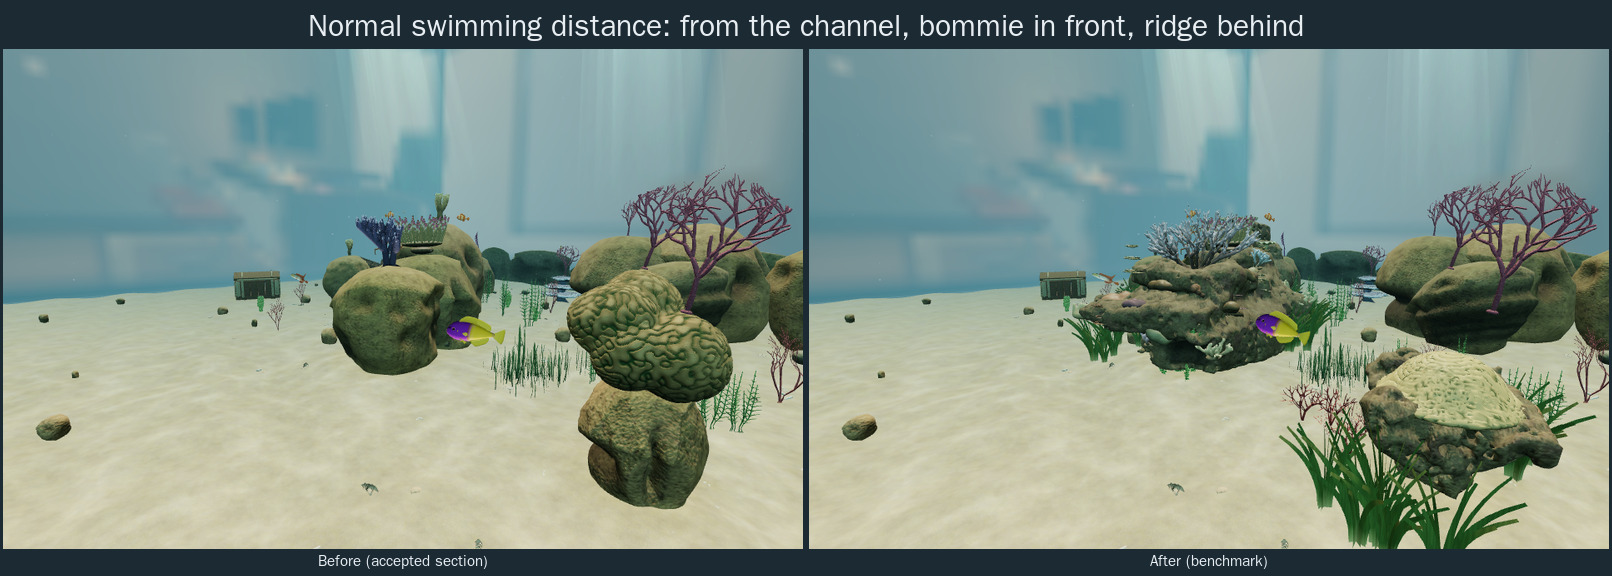 Normal swimming distance: from the channel, bommie in front, ridge behind
Before (accepted section)
After (benchmark)